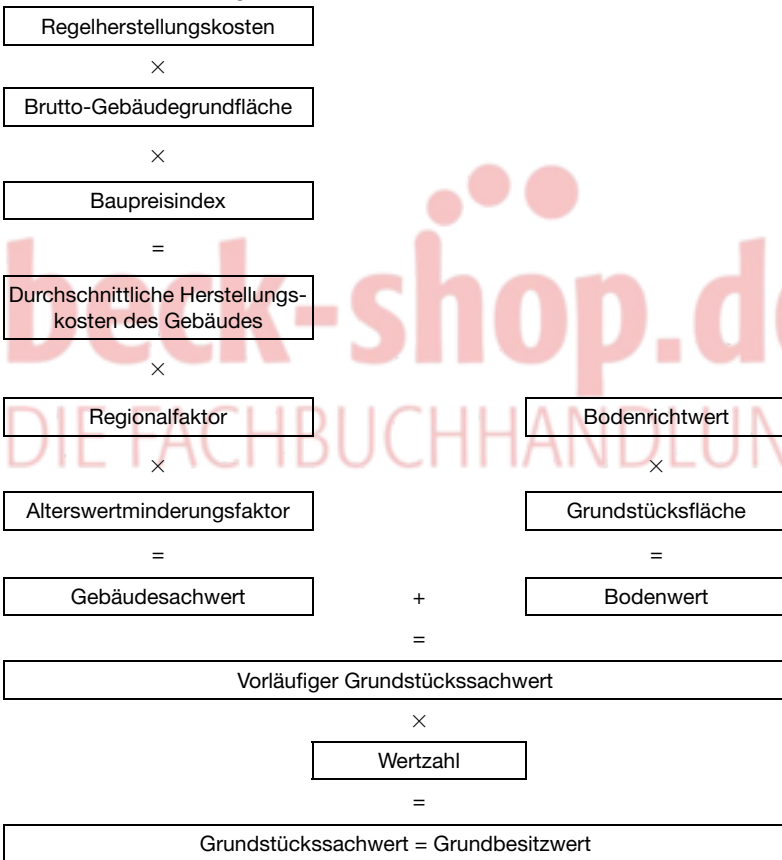 Regelherstellungskosten
×
Brutto-Gebäudegrundfläche
×
Baupreisindex
=
Durchschnittliche Herstellungs-
kosten des Gebäudes
×
Regionalfaktor Bodenrichtwert
× ×
Alterswertminderungsfaktor Grundstücksfläche
= =
Gebäudesachwert + Bodenwert
=
Vorläufiger Grundstückssachwert
×
Wertzahl
=
Grundstückssachwert = Grundbesitzwert
beck-shop.de
DIE FACHBUCHHANDLUN